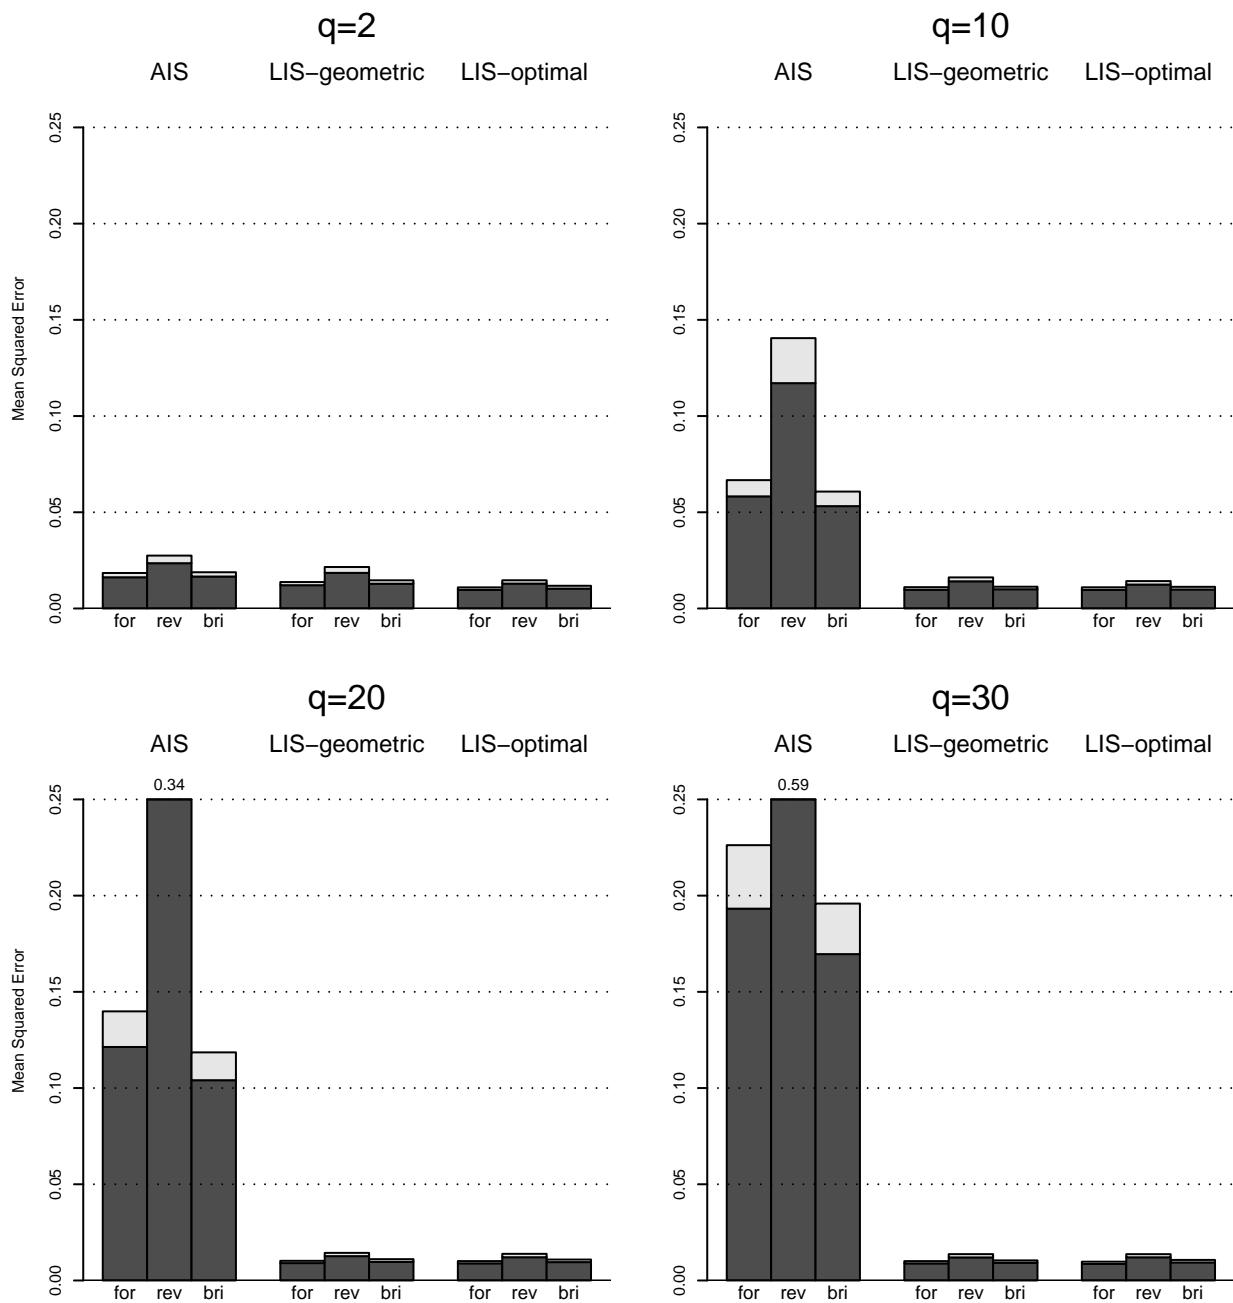 q=2
AIS LIS−geometric LIS−optimal
Mean Squared Error
0.25
0.20
0.15
0.10
0.05
0.00
for rev bri for rev bri for rev bri
q=10
AIS LIS−geometric LIS−optimal
0.25
0.20
0.15
0.10
0.05
0.00
for rev bri for rev bri for rev bri
q=20
AIS LIS−geometric LIS−optimal
0.34
Mean Squared Error
0.25
0.20
0.15
0.10
0.05
0.00
for rev bri for rev bri for rev bri
q=30
AIS LIS−geometric LIS−optimal
0.59
0.25
0.20
0.15
0.10
0.05
0.00
for rev bri for rev bri for rev bri